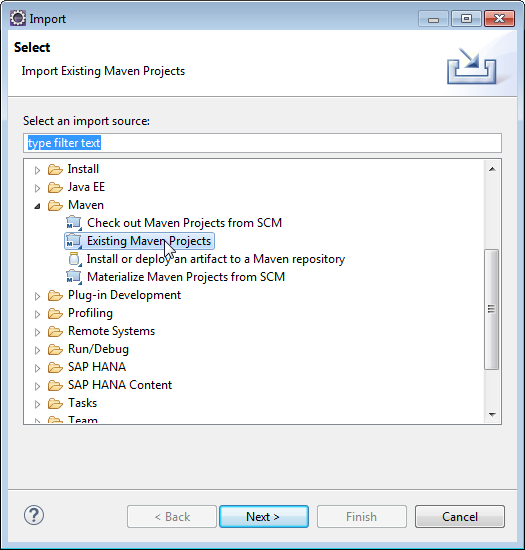 Import
Select
Import Existing Maven Projects
Select an import source:
type filter text
Install
Java EE
Maven
Check out Maven Projects from SCM
Existing Maven Projects
Install or deploy an artifact to a Maven repository
Materialize Maven Projects from SCM
Plug-in Development
Profiling
Remote Systems
Run/Debug
SAP HANA
SAP HANA Content
Tasks
Team
? < Back Next > Finish Cancel